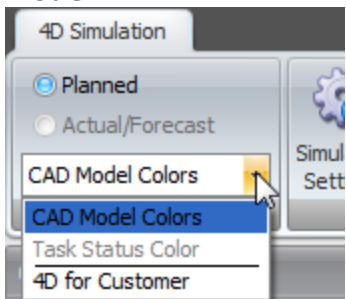 4D Simulation
Planned
Actual/Forecast
CAD Model Colors
CAD Model Colors
Task Status Color
4D for Customer
Simul
Sett